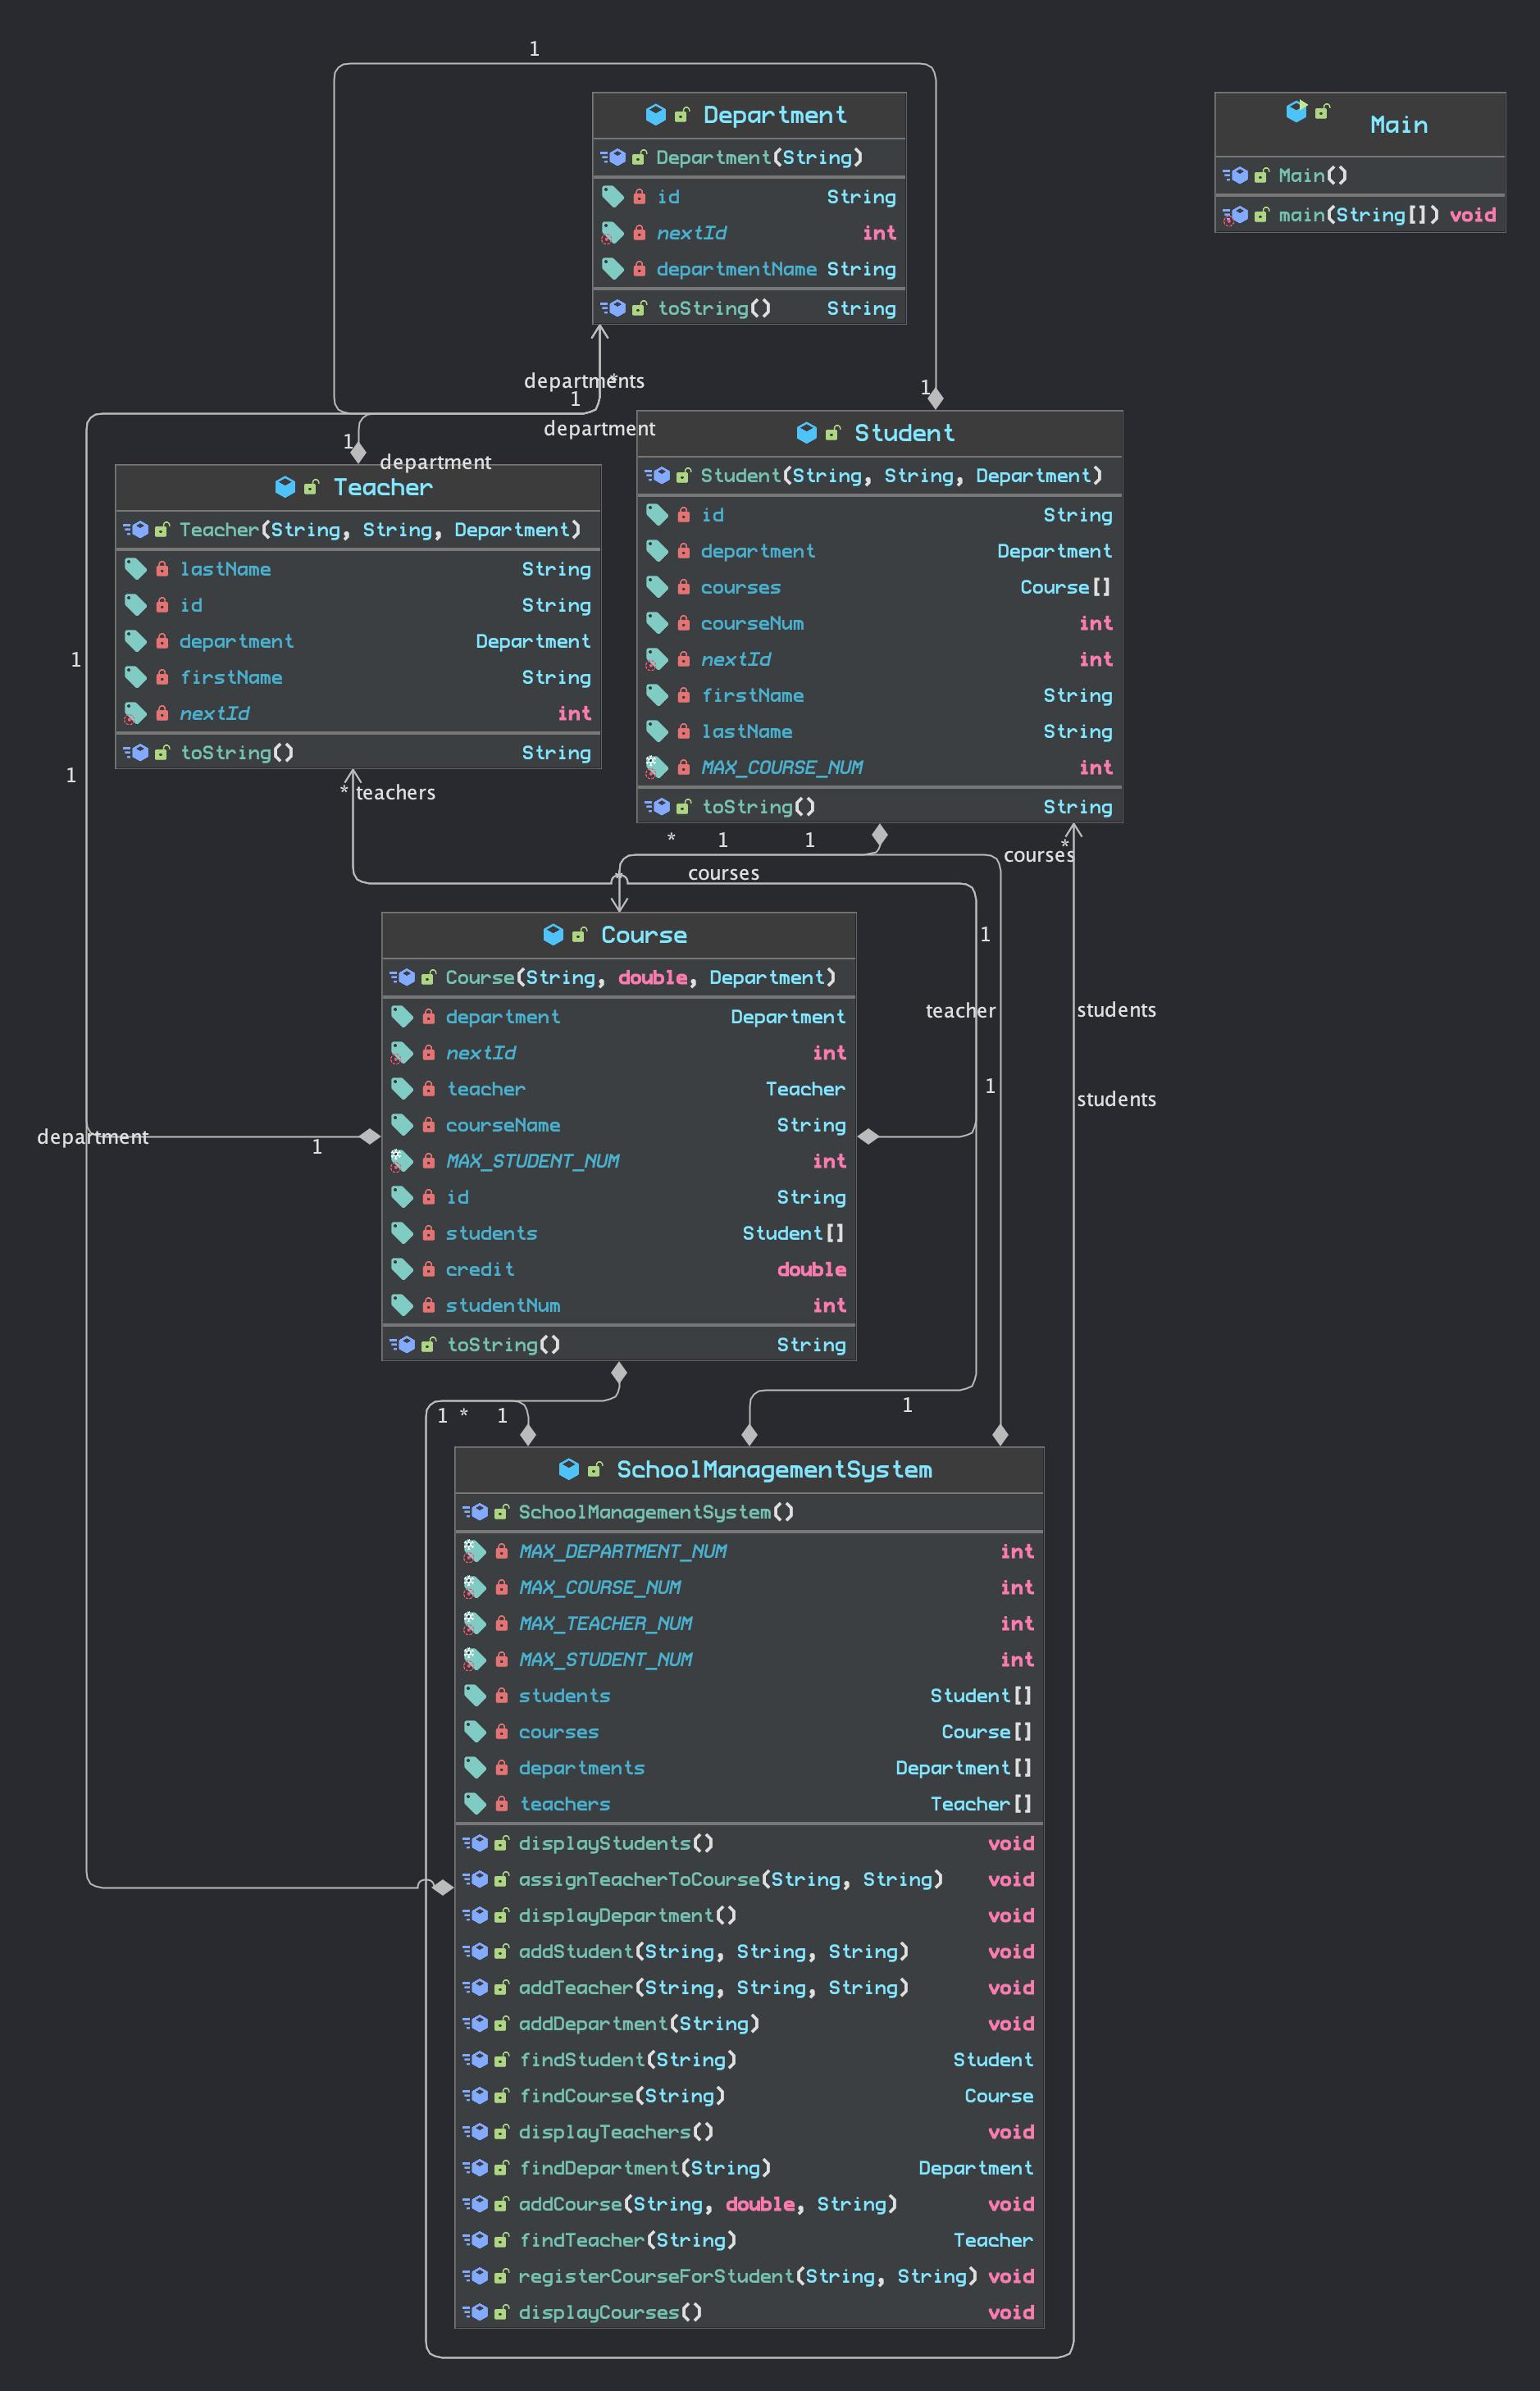 1
Department
Department(String)
id String
nextId int
departmentName String
toString() String
Main
Main()
main(String[]) void
departments *
1
department
1
1
department
Teacher
Teacher(String, String, Department)
lastName String
id String
department Department
firstName String
nextId int
toString() String
Student
Student(String, String, Department)
id String
department Department
courses Course[]
courseNum int
nextId int
firstName String
lastName String
MAX_COURSE_NUM int
toString() String
1
1
* teachers
* 1 1
courses
*
courses
*
Course
Course(String, double, Department)
department Department
nextId int
teacher Teacher
courseName String
MAX_STUDENT_NUM int
id String
students Student[]
credit double
studentNum int
toString() String
1
teacher
1
students
students
department
1
1 * 1
1
SchoolManagementSystem
SchoolManagementSystem()
MAX_DEPARTMENT_NUM int
MAX_COURSE_NUM int
MAX_TEACHER_NUM int
MAX_STUDENT_NUM int
students Student[]
courses Course[]
departments Department[]
teachers Teacher[]
displayStudents() void
assignTeacherToCourse(String, String) void
displayDepartment() void
addStudent(String, String, String) void
addTeacher(String, String, String) void
addDepartment(String) void
findStudent(String) Student
findCourse(String) Course
displayTeachers() void
findDepartment(String) Department
addCourse(String, double, String) void
findTeacher(String) Teacher
registerCourseForStudent(String, String) void
displayCourses() void